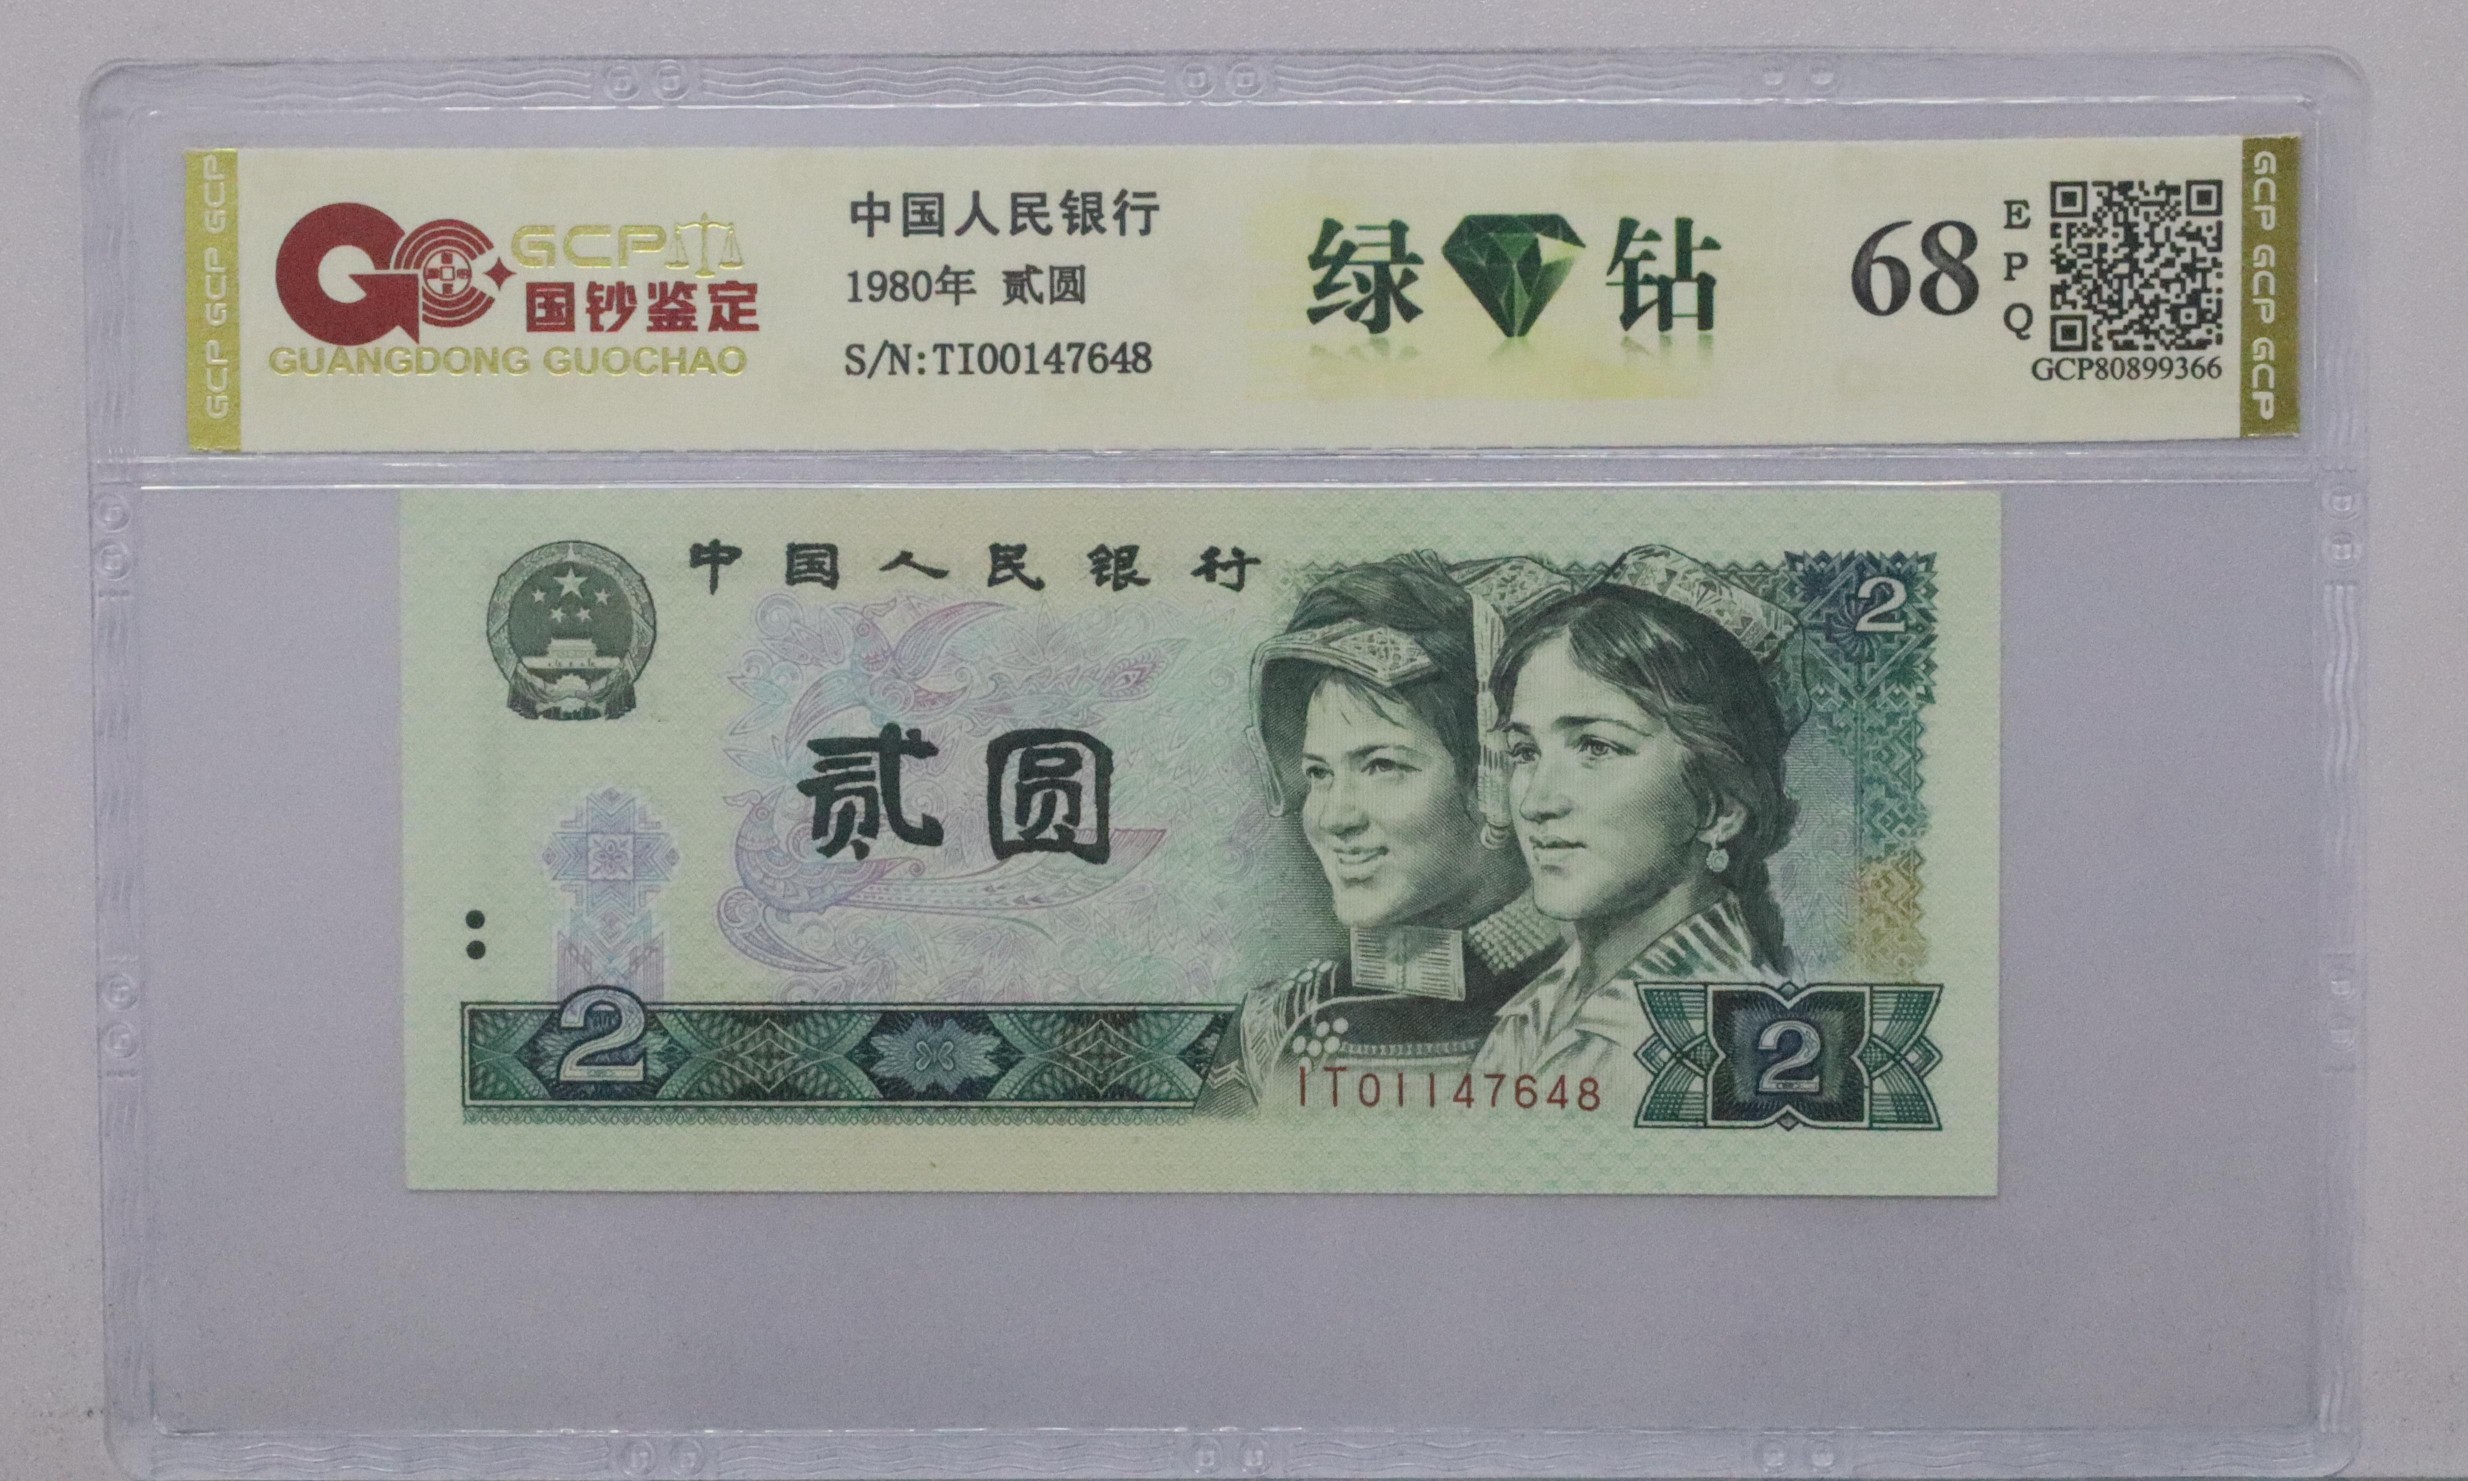 GCP GCP GCP
GCP
国钞鉴定
GUANGDONG GUOCHAO
中国人民银行
1980年 贰圆
S/N:TI00147648
绿钻
68
EPQ
GCP80899366
GCP GCP GCP
中国人民银行
2
贰圆
2
2
IT01147648